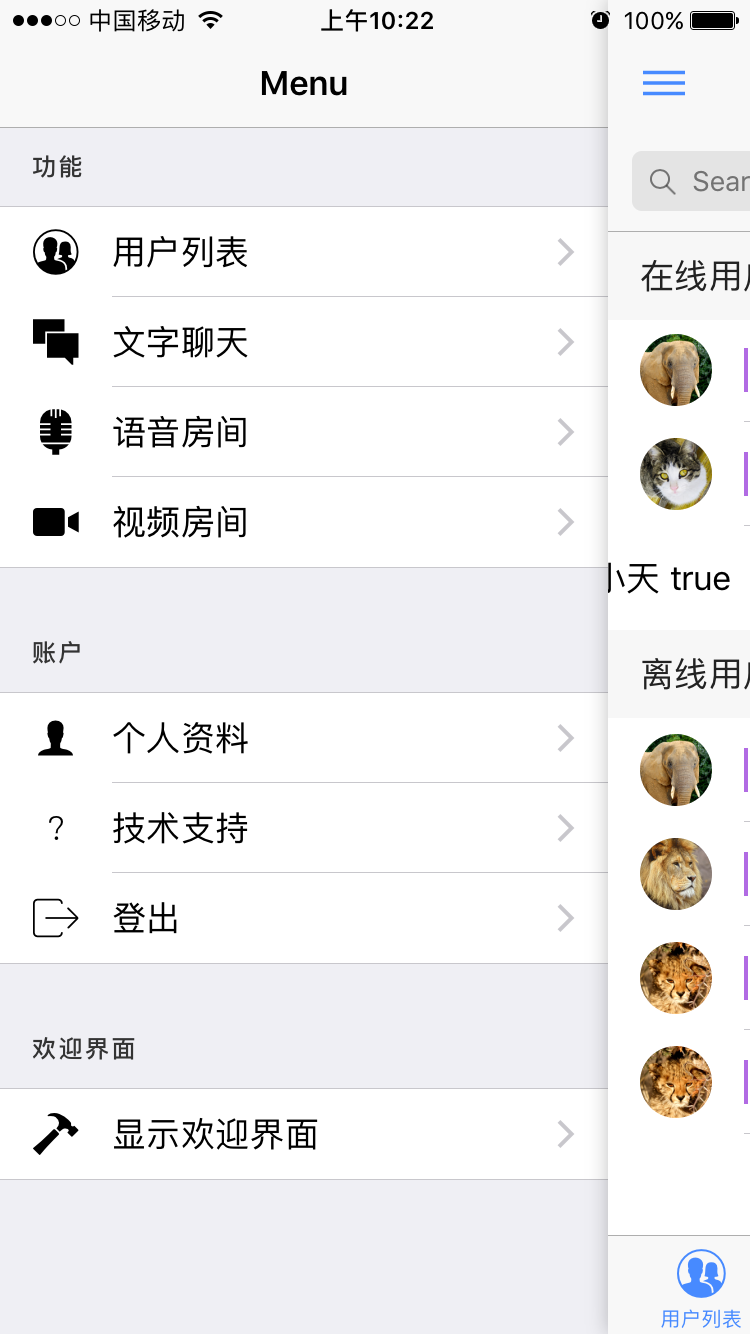 中国移动 上午10:22 100%
Menu
Sear
功能
用户列表
文字聊天
语音房间
视频房间
账户
个人资料
技术支持
登出
欢迎界面
显示欢迎界面
在线用户
小天 true
离线用户
用户列表